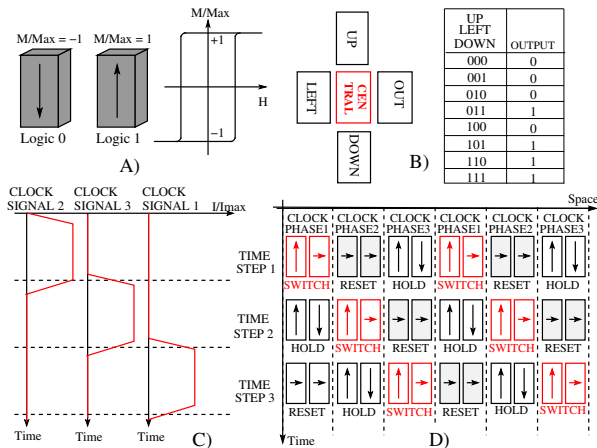 M/Max = −1
M/Max = 1
M/Max
+1
H
−1
Logic 0
Logic 1
A)
UP
LEFT
CEN
TRAL
OUT
DOWN
B)
UP
LEFT
DOWN OUTPUT
000 0
001 0
010 0
011 1
100 0
101 1
110 1
111 1
CLOCK CLOCK CLOCK
SIGNAL 2 SIGNAL 3 SIGNAL 1 I/Imax
Time Time Time
C)
Space
CLOCK CLOCK CLOCK CLOCK CLOCK CLOCK
PHASE1 PHASE2 PHASE3 PHASE1 PHASE2 PHASE3
TIME
STEP 1
SWITCH RESET HOLD SWITCH RESET HOLD
TIME
STEP 2
HOLD SWITCH RESET HOLD SWITCH RESET
TIME
STEP 3
RESET HOLD SWITCH RESET HOLD SWITCH
Time
D)